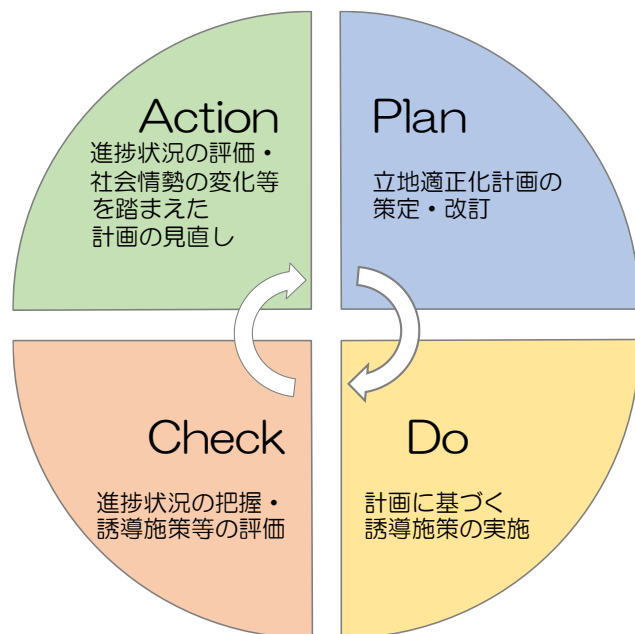 Action
進捗状況の評価・
社会情勢の変化等
を踏まえた
計画の見直し
Plan
立地適正化計画の
策定・改訂
Check
進捗状況の把握・
誘導施策等の評価
Do
計画に基づく
誘導施策の実施